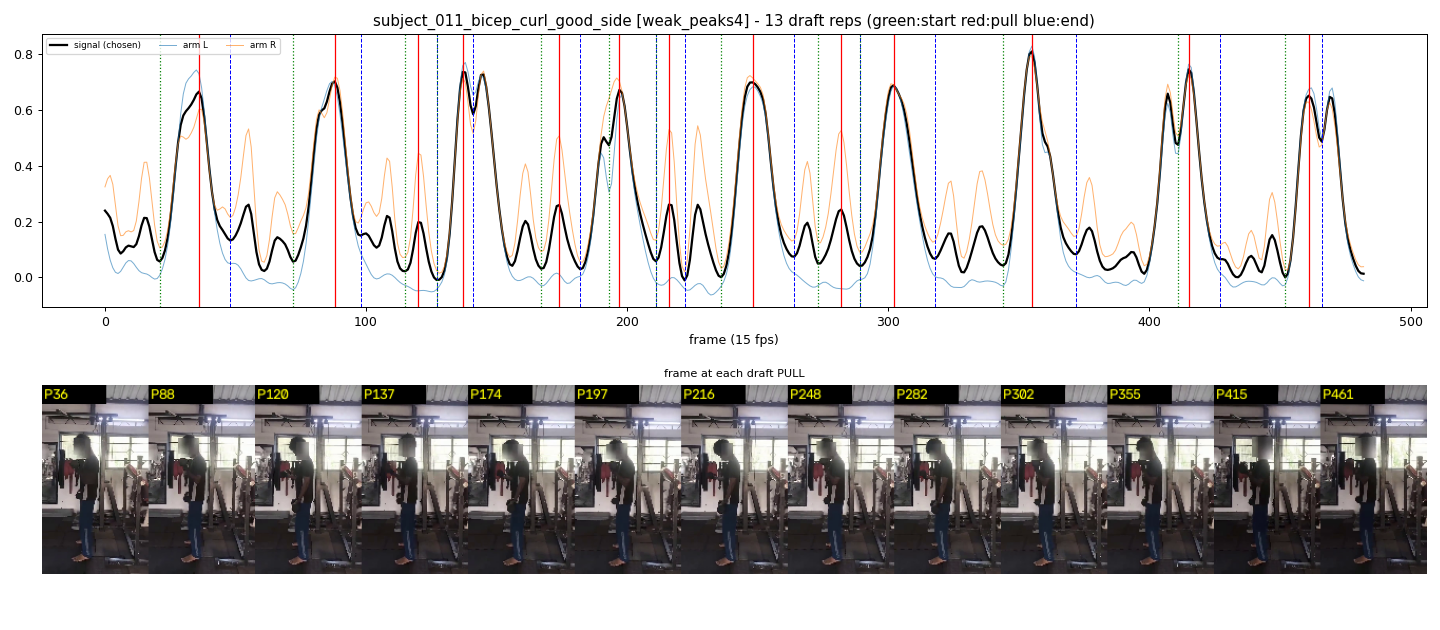 subject_011_bicep_curl_good_side [weak_peaks4] - 13 draft reps (green:start red:pull blue:end)
signal (chosen) arm L arm R
0.8
0.6
0.4
0.2
0.0
0 100 200 300 400 500
frame (15 fps)
frame at each draft PULL
P36 P88 P120 P137 P174 P197 P216 P248 P282 P302 P355 P415 P461